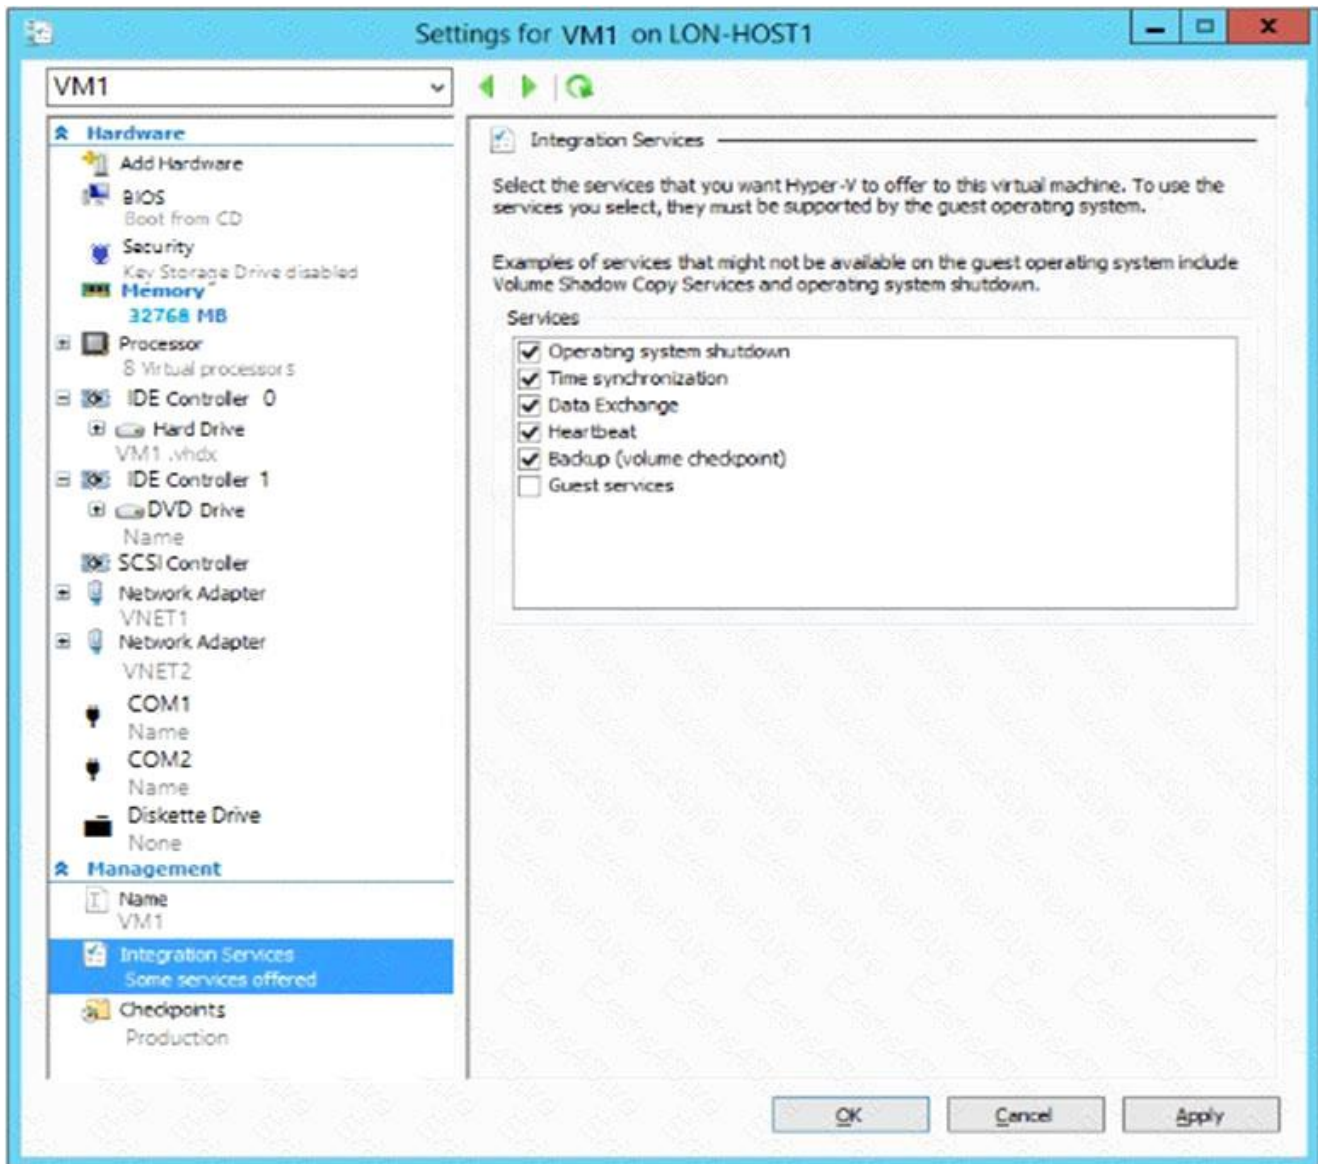 Settings for VM1 on LON-HOST1
VM1
Hardware
Add Hardware
BIOS
Boot from CD
Security
Key Storage Drive disabled
Memory
32768 MB
Processor
8 Virtual processors
IDE Controller 0
Hard Drive
VM1 .vhdx
IDE Controller 1
DVD Drive
Name
SCSI Controller
Network Adapter
VNET1
Network Adapter
VNET2
COM1
Name
COM2
Name
Diskette Drive
None
Management
Name
VM1
Integration Services
Some services offered
Checkpoints
Production
Integration Services
Select the services that you want Hyper-V to offer to this virtual machine. To use the
services you select, they must be supported by the guest operating system.
Examples of services that might not be available on the guest operating system include
Volume Shadow Copy Services and operating system shutdown.
Services
Operating system shutdown
Time synchronization
Data Exchange
Heartbeat
Backup (volume checkpoint)
Guest services
OK
Cancel
Apply